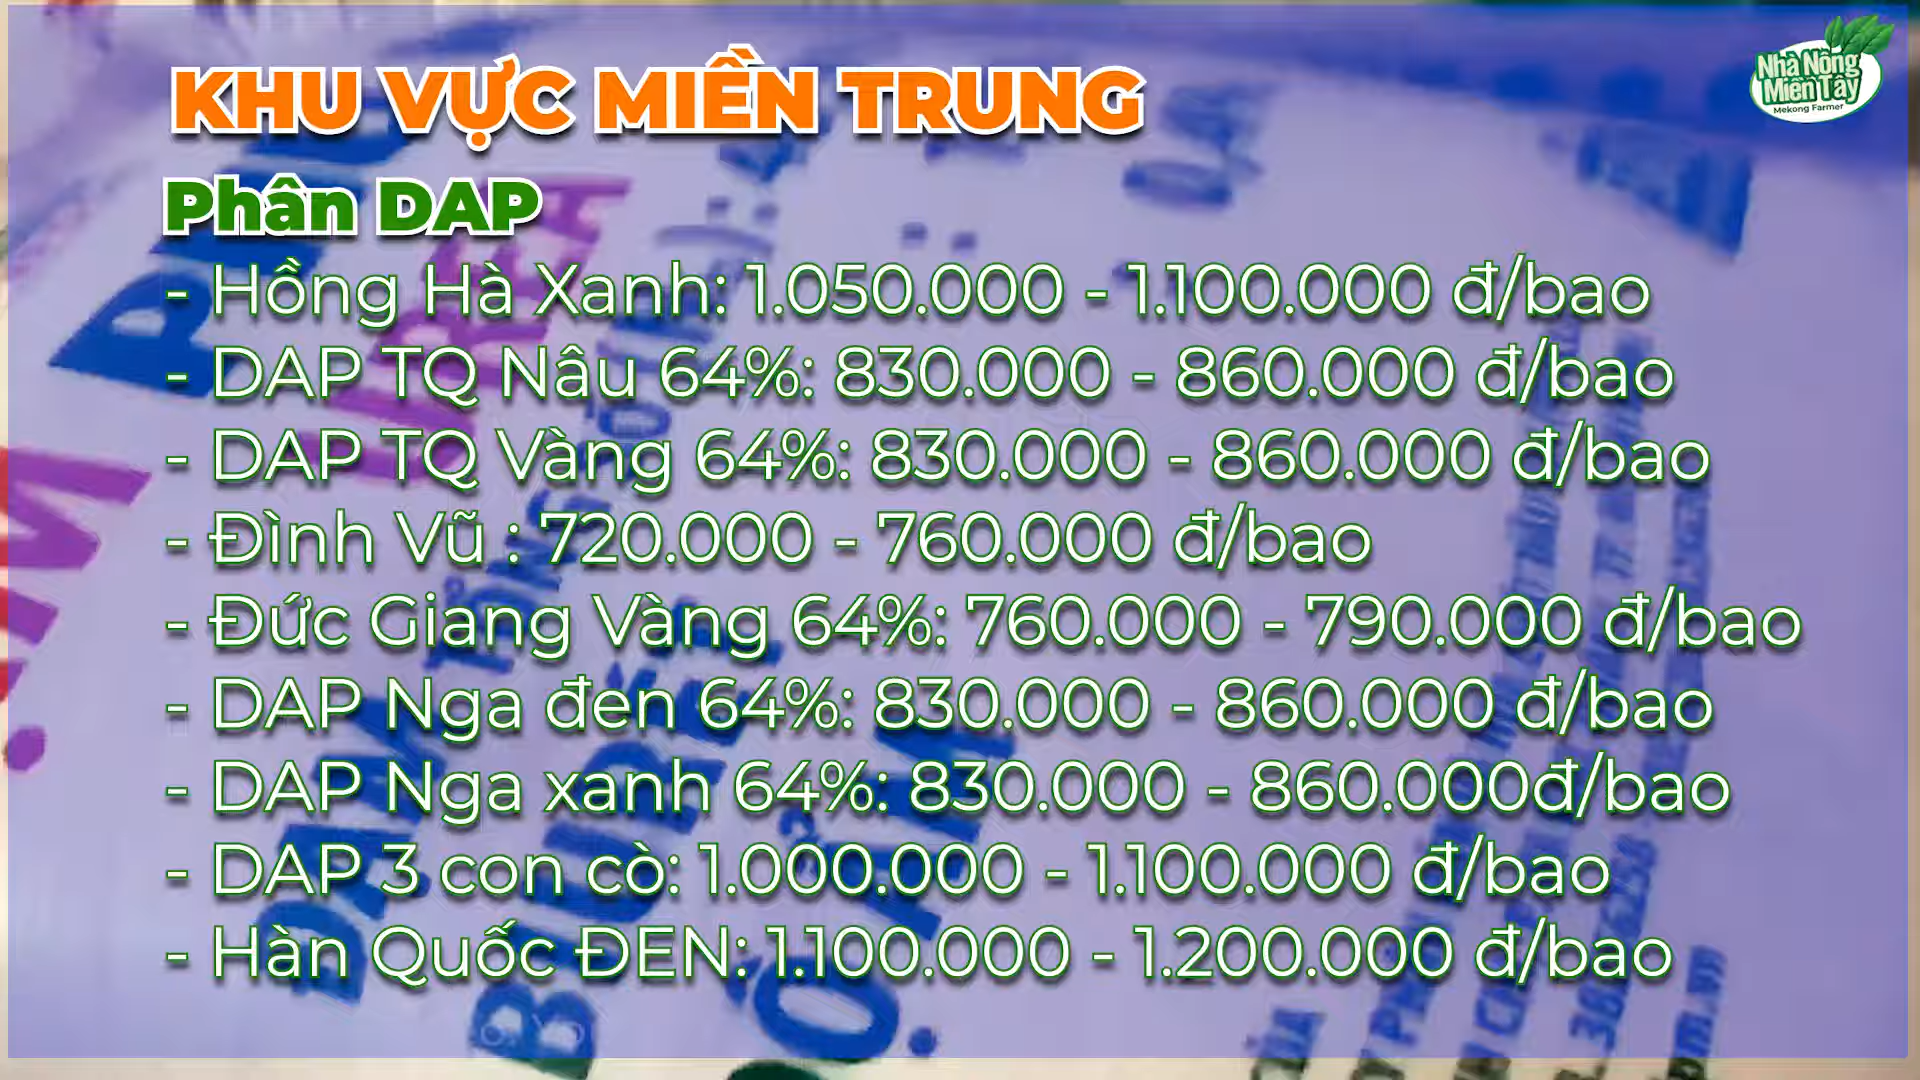 KHU VỰC MIỀN TRUNG
Nhà Nông
Miền Tây
Mekong Farmer
Phân DAP
- Hồng Hà Xanh: 1.050.000 - 1.100.000 đ/bao
- DAP TQ Nâu 64%: 830.000 - 860.000 đ/bao
- DAP TQ Vàng 64%: 830.000 - 860.000 đ/bao
- Đình Vũ : 720.000 - 760.000 đ/bao
- Đức Giang Vàng 64%: 760.000 - 790.000 đ/bao
- DAP Nga đen 64%: 830.000 - 860.000 đ/bao
- DAP Nga xanh 64%: 830.000 - 860.000đ/bao
- DAP 3 con cò: 1.000.000 - 1.100.000 đ/bao
- Hàn Quốc ĐEN: 1.100.000 - 1.200.000 đ/bao